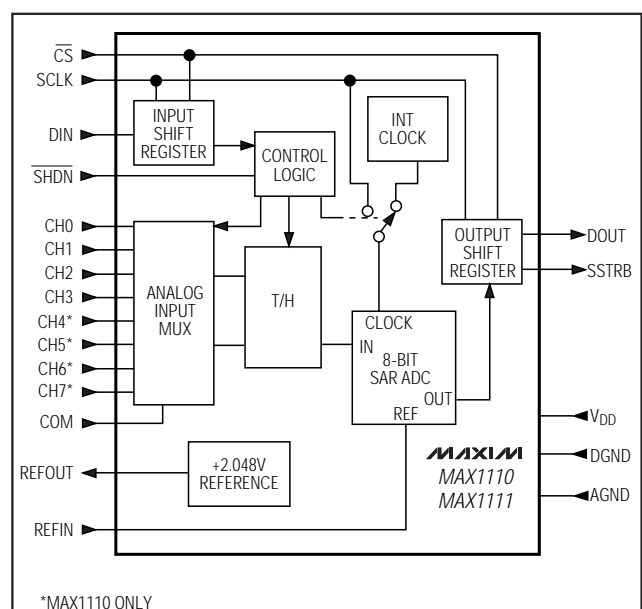 CS
SCLK
DIN
SHDN
CH0
CH1
CH2
CH3
CH4*
CH5*
CH6*
CH7*
COM
REFOUT
REFIN
INPUT
SHIFT
REGISTER
CONTROL
LOGIC
INT
CLOCK
ANALOG
INPUT
MUX
T/H
CLOCK
IN
8-BIT
SAR ADC
OUT
REF
OUTPUT
SHIFT
REGISTER
+2.048V
REFERENCE
DOUT
SSTRB
VDD
DGND
AGND
MAXIM
MAX1110
MAX1111
*MAX1110 ONLY